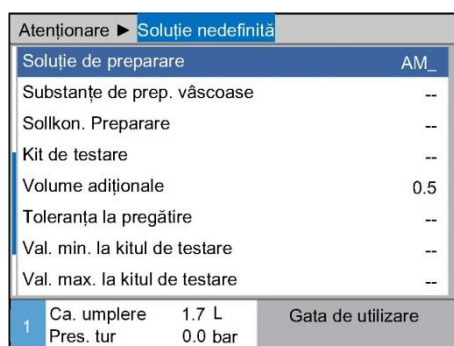 Atenționare ► Soluție nedefinită
Soluție de preparare AM_
Substanțe de prep. vâscoase --
Sollkon. Preparare --
Kit de testare --
Volume adiționale 0.5
Toleranța la pregătire --
Val. min. la kitul de testare --
Val. max. la kitul de testare --
1 Ca. umplere 1.7 L Gata de utilizare
Pres. tur 0.0 bar